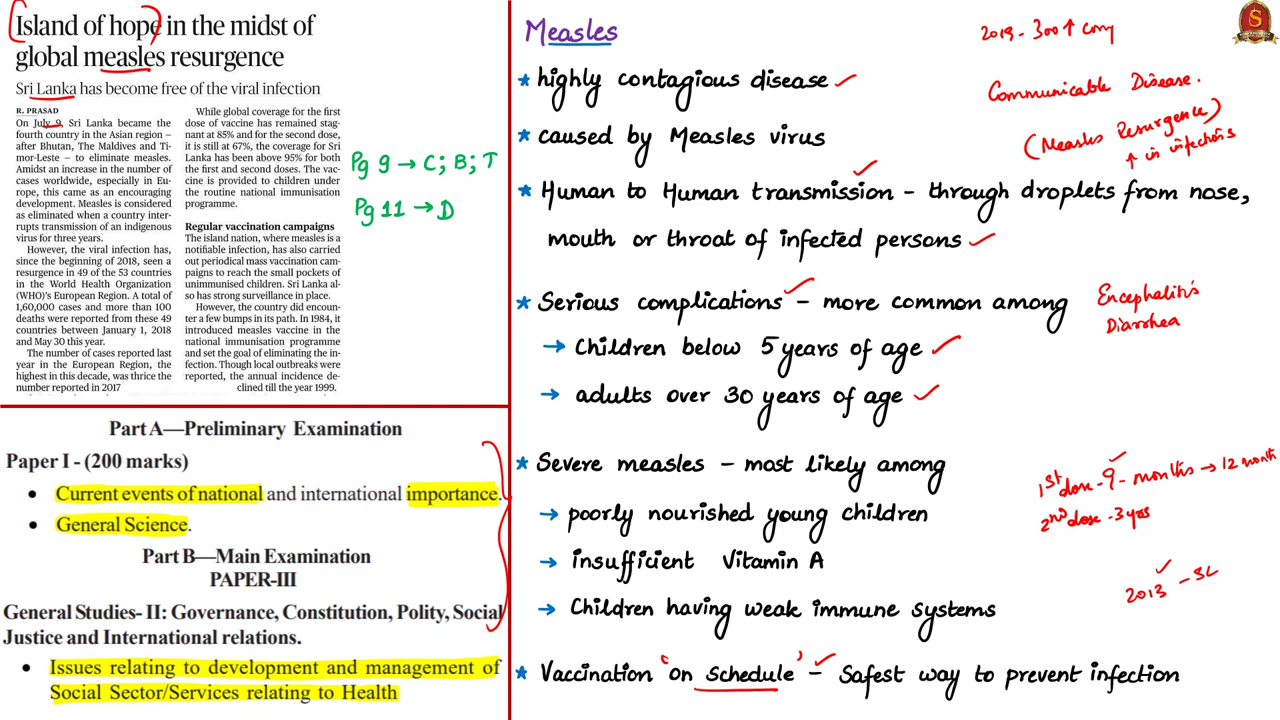 Island of hope in the midst of
global measles resurgence
Sri Lanka has become free of the viral infection
R. PRASAD
On July 9, Sri Lanka became the
fourth country in the Asian region –
after Bhutan, The Maldives and Ti-
mor-Leste – to eliminate measles.
Amidst an increase in the number of
cases worldwide, especially in Eu-
rope, this came as an encouraging
development. Measles is considered
as eliminated when a country inter-
rupts transmission of an indigenous
virus for three years.
However, the viral infection has,
since the beginning of 2018, seen a
resurgence in 49 of the 53 countries
in the World Health Organization
(WHO)'s European Region. A total of
1,60,000 cases and more than 100
deaths were reported from these 49
countries between January 1, 2018
and May 30 this year.
The number of cases reported last
year in the European Region, the
highest in this decade, was thrice the
number reported in 2017
While global coverage for the first
dose of vaccine has remained stag-
nant at 85% and for the second dose,
it is still at 67%, the coverage for Sri
Lanka has been above 95% both for
the first and second doses. The vac-
cine is provided to children under
the routine national immunisation
programme.
Regular vaccination campaigns
The island nation, where measles is a
notifiable infection, has also carried
out periodical mass vaccination cam-
paigns to reach the small pockets of
unimmunised children. Sri Lanka al-
so has strong surveillance in place.
However, the country did encoun-
ter a few bumps in its path. In 1984, it
introduced measles vaccine in the
national immunisation programme
and set the goal of eliminating the in-
fection. Though local outbreaks were
reported, the annual incidence de-
clined till the year 1999.
Pg 9 → C; B; T
Pg 11 → D
Part A—Preliminary Examination
Paper I - (200 marks)
• Current events of national and international importance.
• General Science.
Part B—Main Examination
PAPER-III
General Studies- II: Governance, Constitution, Polity, Social
Justice and International relations.
• Issues relating to development and management of
Social Sector/Services relating to Health
Measles
* highly contagious disease
* caused by Measles virus
* Human to Human transmission – through droplets from nose,
mouth or throat of infected persons
* Serious complications – more common among
→ Children below 5 years of age
→ adults over 30 years of age
* Severe measles – most likely among
→ poorly nourished young children
→ insufficient Vitamin A
→ Children having weak immune systems
* Vaccination 'on schedule' – Safest way to prevent infection
2019 - 300 ↑
Communicable Disease.
(Measles Resurgence)
↑ in infections
Encephalitis
Diarrhea
1st dose - 9 - months → 12 month
2nd dose - 3 yrs
2013 - SL
S